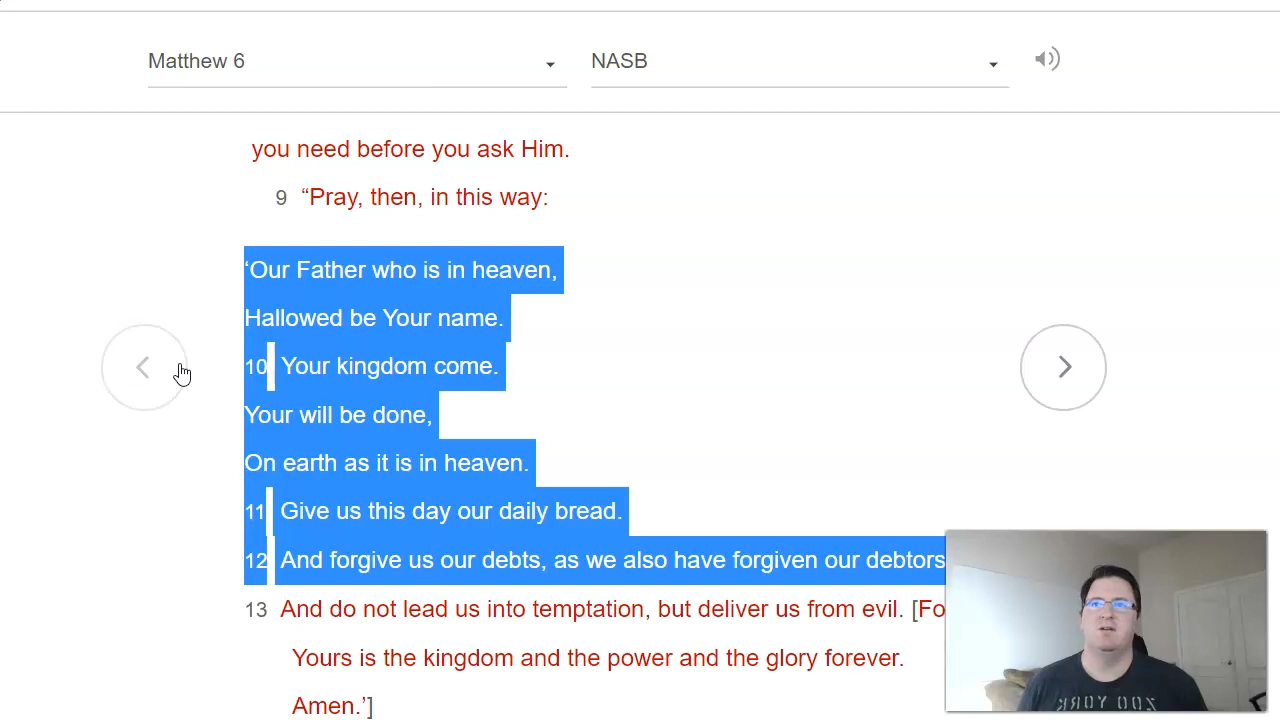 Matthew 6 NASB
you need before you ask Him.
9 “Pray, then, in this way:
‘Our Father who is in heaven,
Hallowed be Your name.
10 Your kingdom come.
Your will be done,
On earth as it is in heaven.
11 Give us this day our daily bread.
12 And forgive us our debts, as we also have forgiven our debtors
13 And do not lead us into temptation, but deliver us from evil. [Fo
Yours is the kingdom and the power and the glory forever.
Amen.’]
ZOO YORK